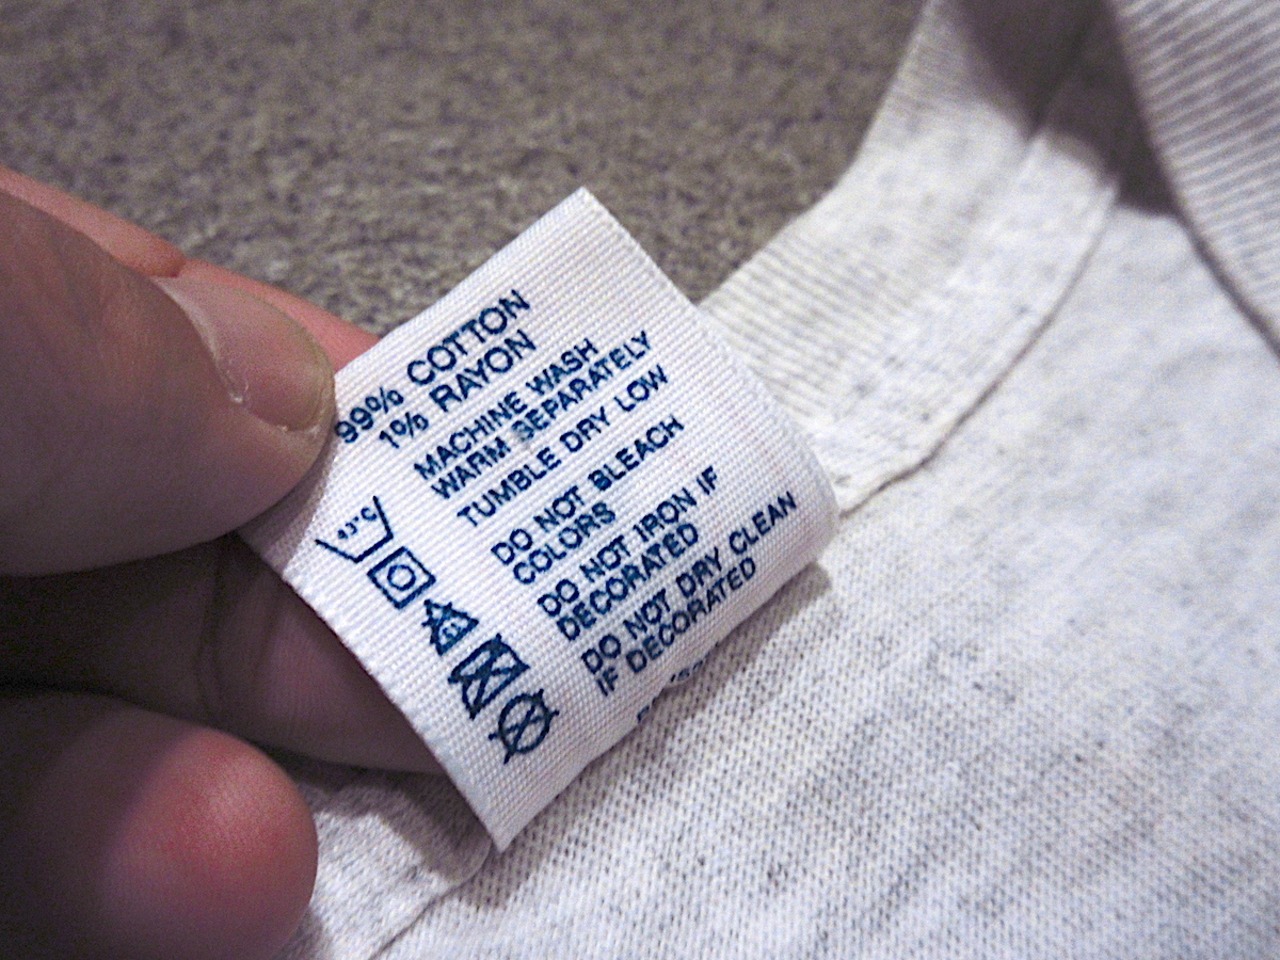 99% COTTON
1% RAYON
MACHINE WASH
WARM SEPARATELY
TUMBLE DRY LOW
DO NOT BLEACH
COLORS
DO NOT IRON IF
DECORATED
DO NOT DRY CLEAN
IF DECORATED
43°C